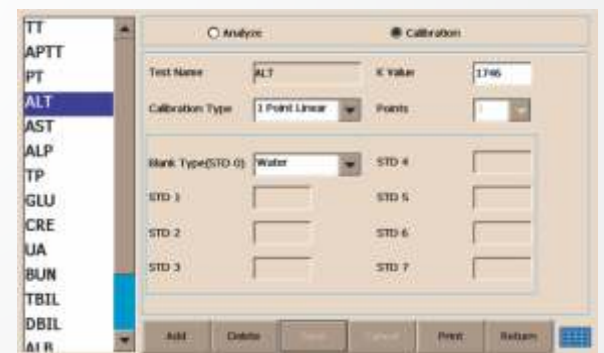 TT
APTT
PT
ALT
AST
ALP
TP
GLU
CRE
UA
BUN
TBIL
DBIL
ALB
Analyze Calibration
Test Name ALT K Value 1746
Calibration Type 1 Point Linear Points
Blank Type(STD 0) Water STD 4
STD 1 STD 5
STD 2 STD 6
STD 3 STD 7
Add Delete Print Return